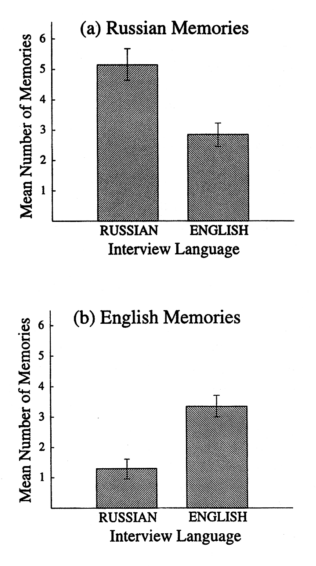 (a) Russian Memories
Mean Number of Memories
6
5
4
3
2
1
RUSSIAN ENGLISH
Interview Language
(b) English Memories
Mean Number of Memories
6
5
4
3
2
1
RUSSIAN ENGLISH
Interview Language